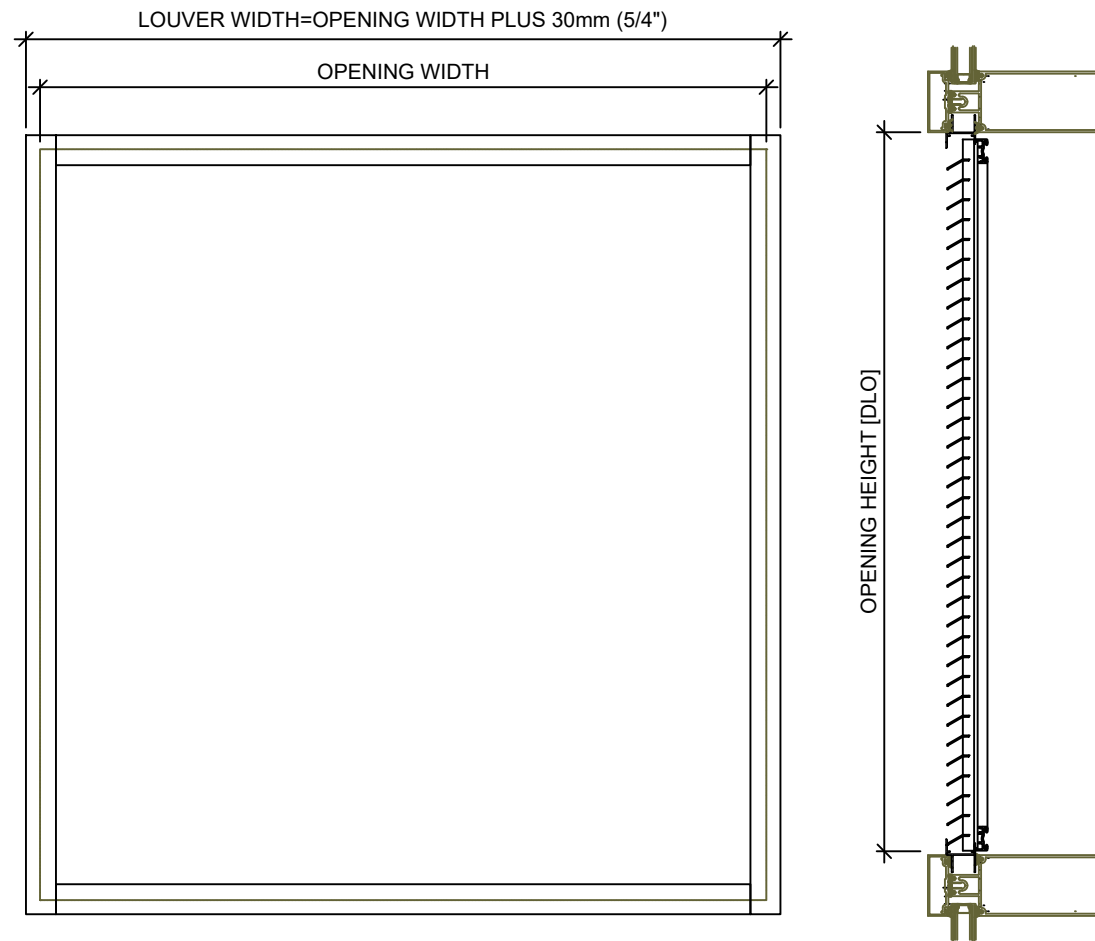 LOUVER WIDTH=OPENING WIDTH PLUS 30mm (5/4")
OPENING WIDTH
OPENING HEIGHT [DLO]